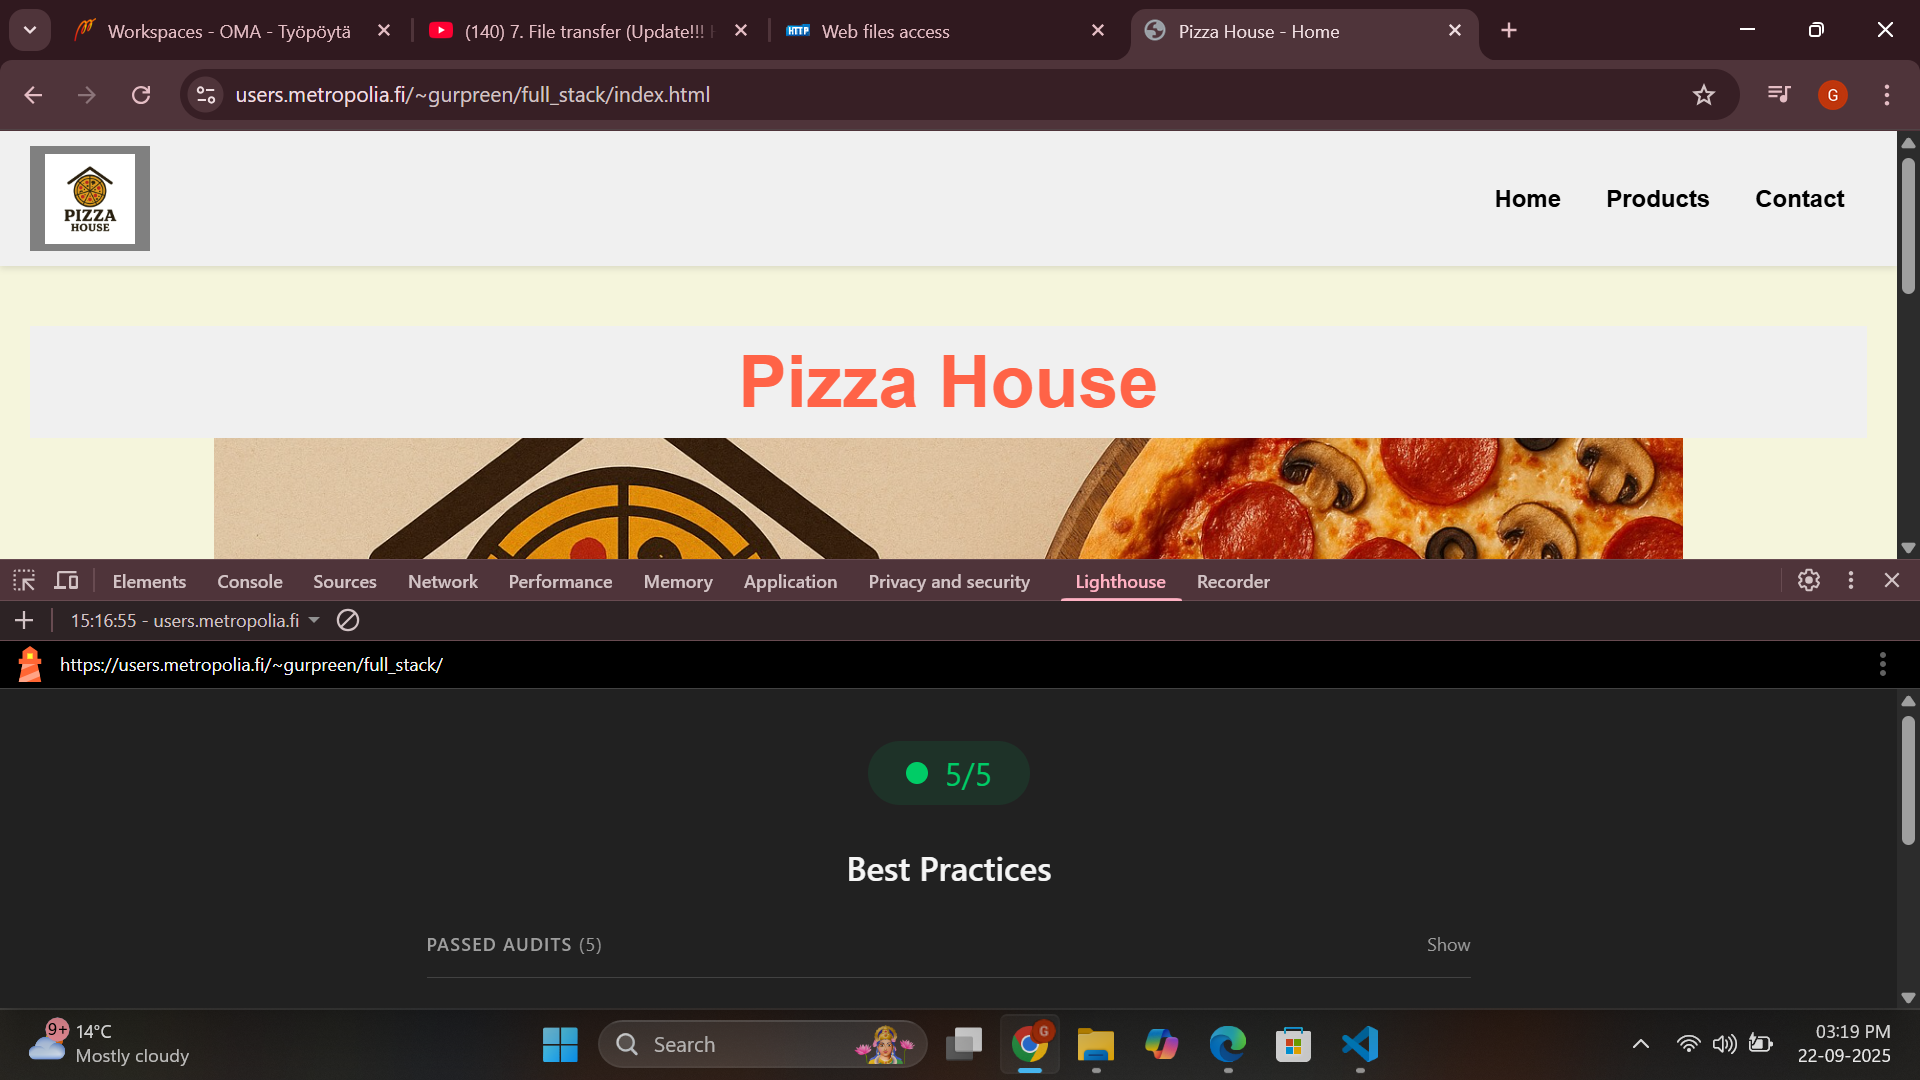 Workspaces - OMA - Työpöytä
(140) 7. File transfer (Update!!!
HTTP Web files access
Pizza House - Home
users.metropolia.fi/~gurpreen/full_stack/index.html
G
PIZZA
HOUSE
Home Products Contact
Pizza House
Elements Console Sources Network Performance Memory Application Privacy and security Lighthouse Recorder
15:16:55 - users.metropolia.fi
https://users.metropolia.fi/~gurpreen/full_stack/
5/5
Best Practices
PASSED AUDITS (5) Show
9+
14°C
Mostly cloudy
Search
G
03:19 PM
22-09-2025